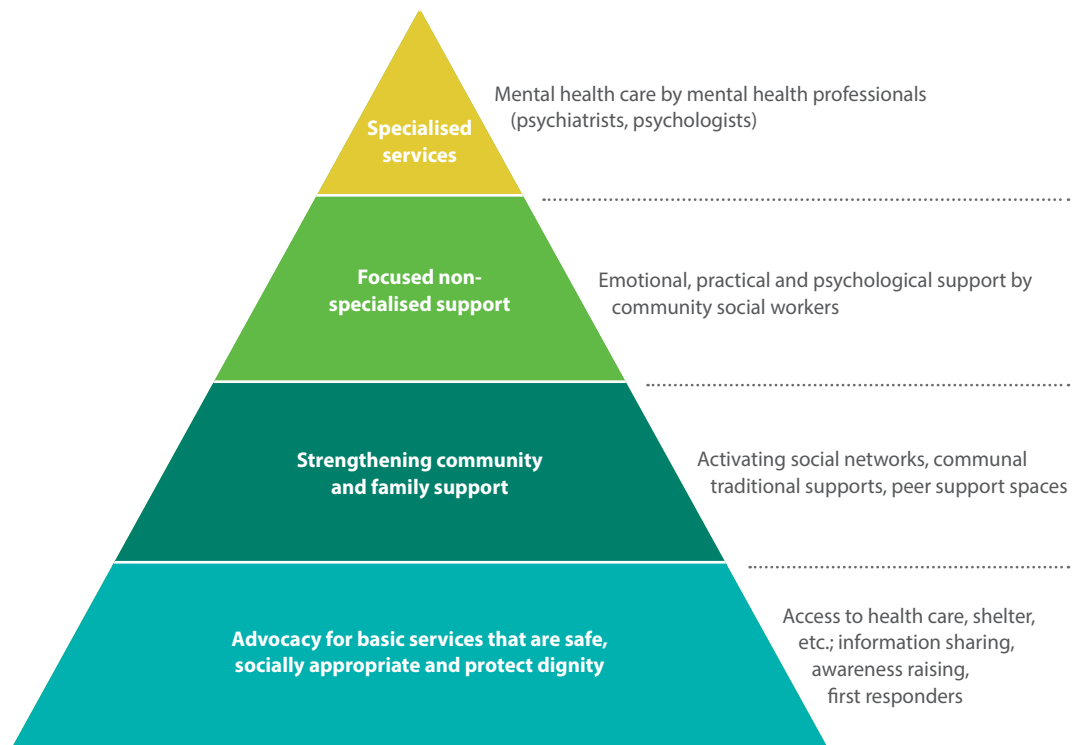 Specialised
services
Mental health care by mental health professionals
(psychiatrists, psychologists)
Focused non-
specialised support
Emotional, practical and psychological support by
community social workers
Strengthening community
and family support
Activating social networks, communal
traditional supports, peer support spaces
Advocacy for basic services that are safe,
socially appropriate and protect dignity
Access to health care, shelter,
etc.; information sharing,
awareness raising,
first responders